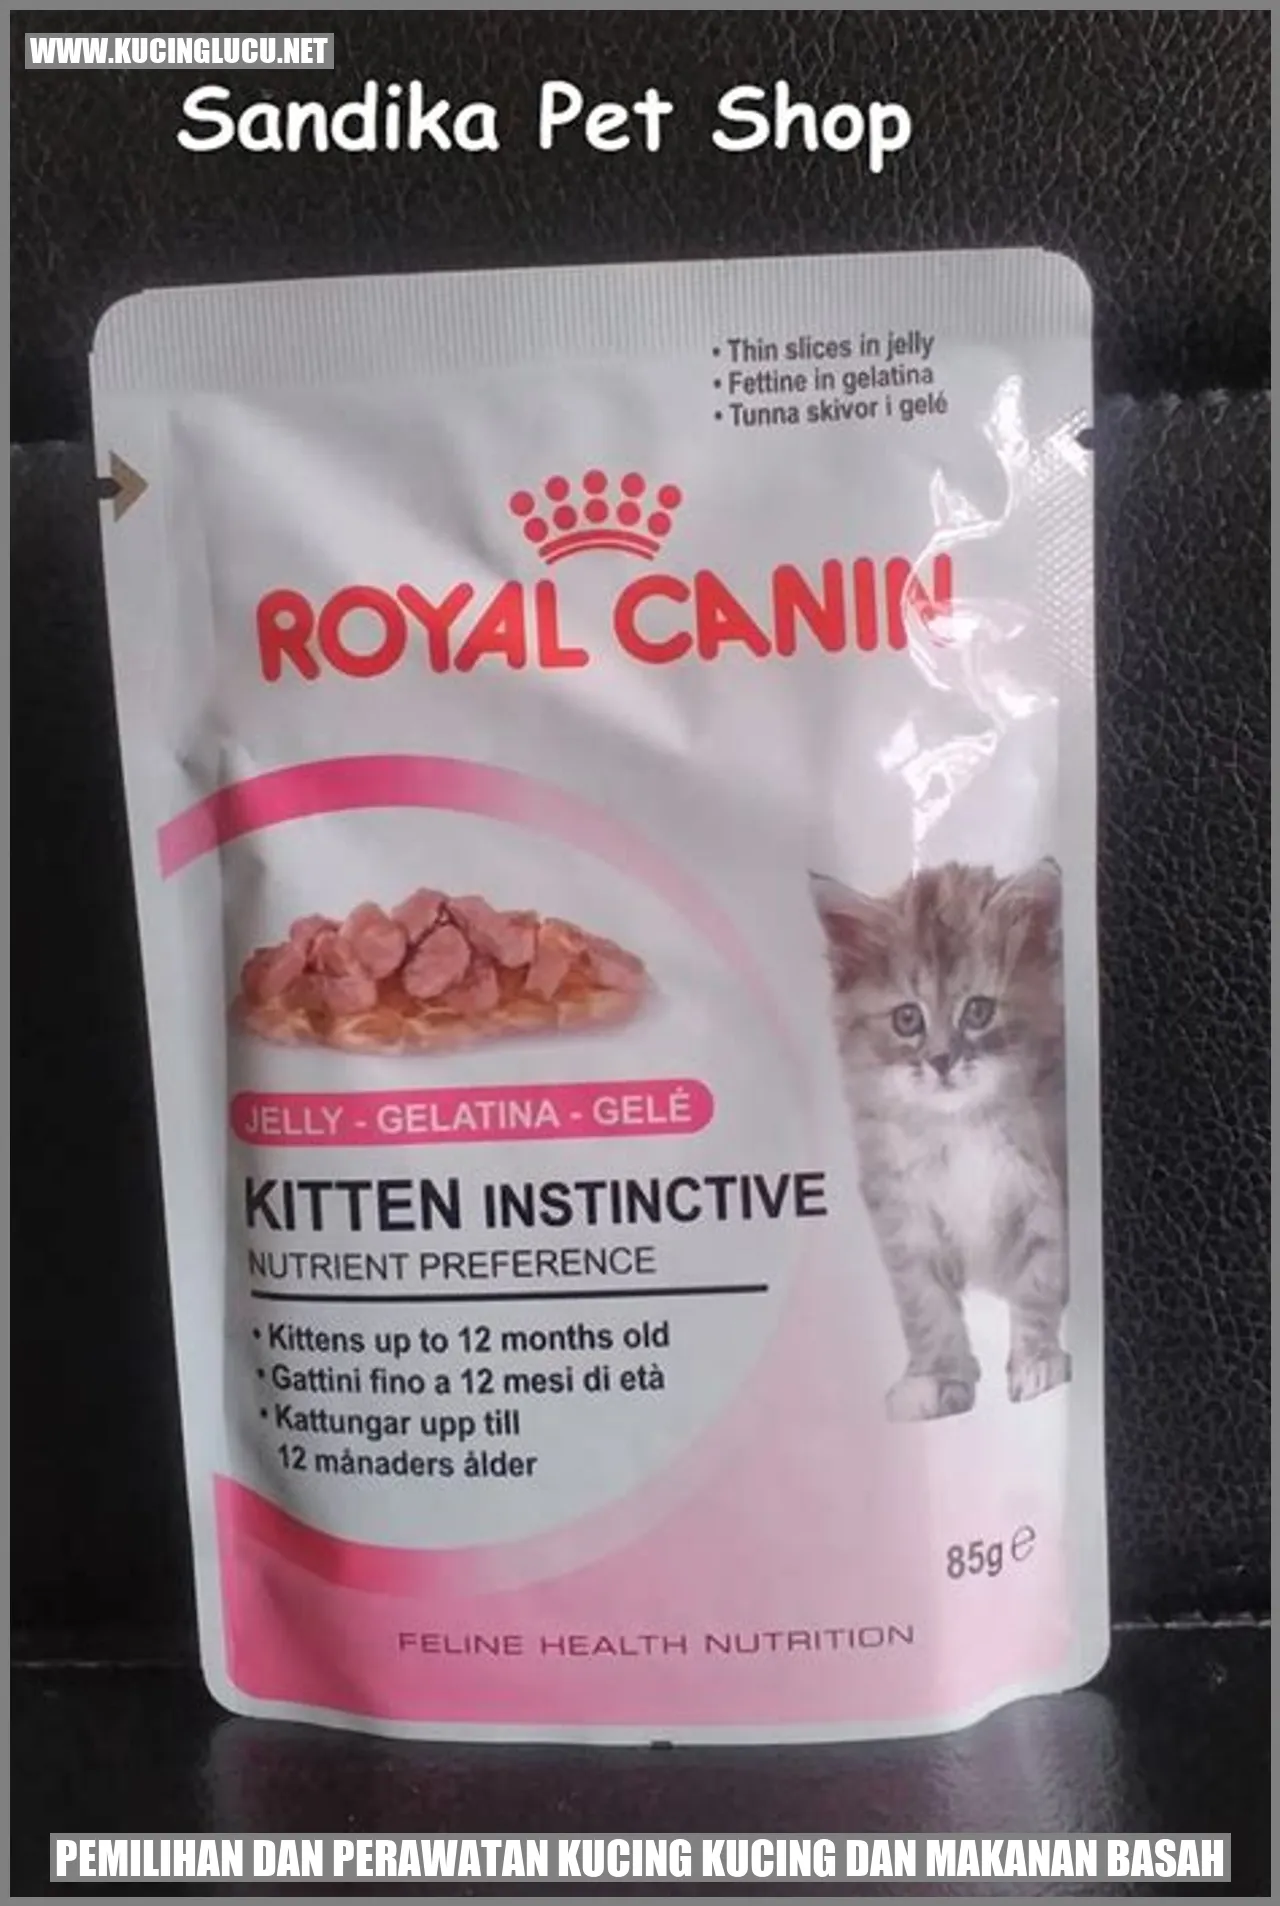 WWW.KUCINGLUCU.NET
Sandika Pet Shop
• Thin slices in jelly
• Fettine in gelatina
• Tunna skivor i gelé
ROYAL CANIN
JELLY - GELATINA - GELÉ
KITTEN INSTINCTIVE
NUTRIENT PREFERENCE
• Kittens up to 12 months old
• Gattini fino a 12 mesi di età
• Kattungar upp till
12 månaders ålder
85g ℮
FELINE HEALTH NUTRITION
PEMILIHAN DAN PERAWATAN KUCING KUCING DAN MAKANAN BASAH